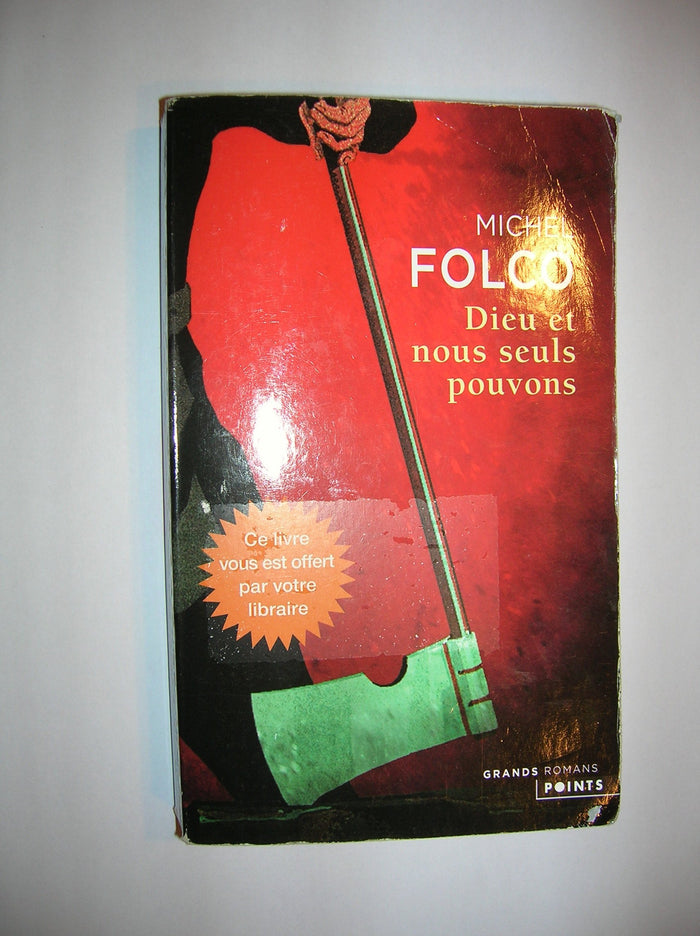 MICHEL
FOLCO
Dieu et
nous seuls
pouvons
Ce livre
vous est offert
par votre
libraire
GRANDS ROMANS
POINTS